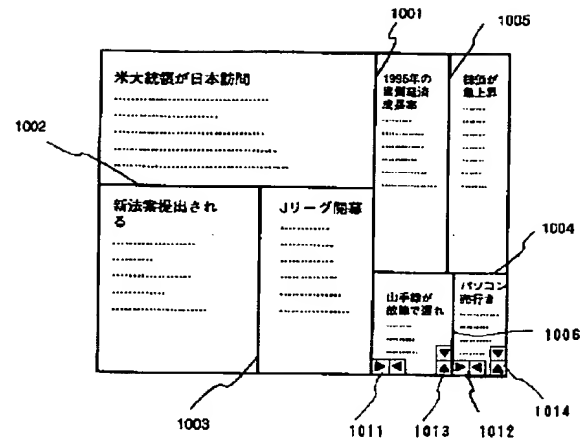 1001
1005
米大統領が日本訪問
1995年の
成長率
株価が
急上昇
1002
新法案提出され
る
Jリーグ開幕
1004
山手線が
故障で遅れ
パソコン
売行き
1006
1003
1011
1013
1012
1014